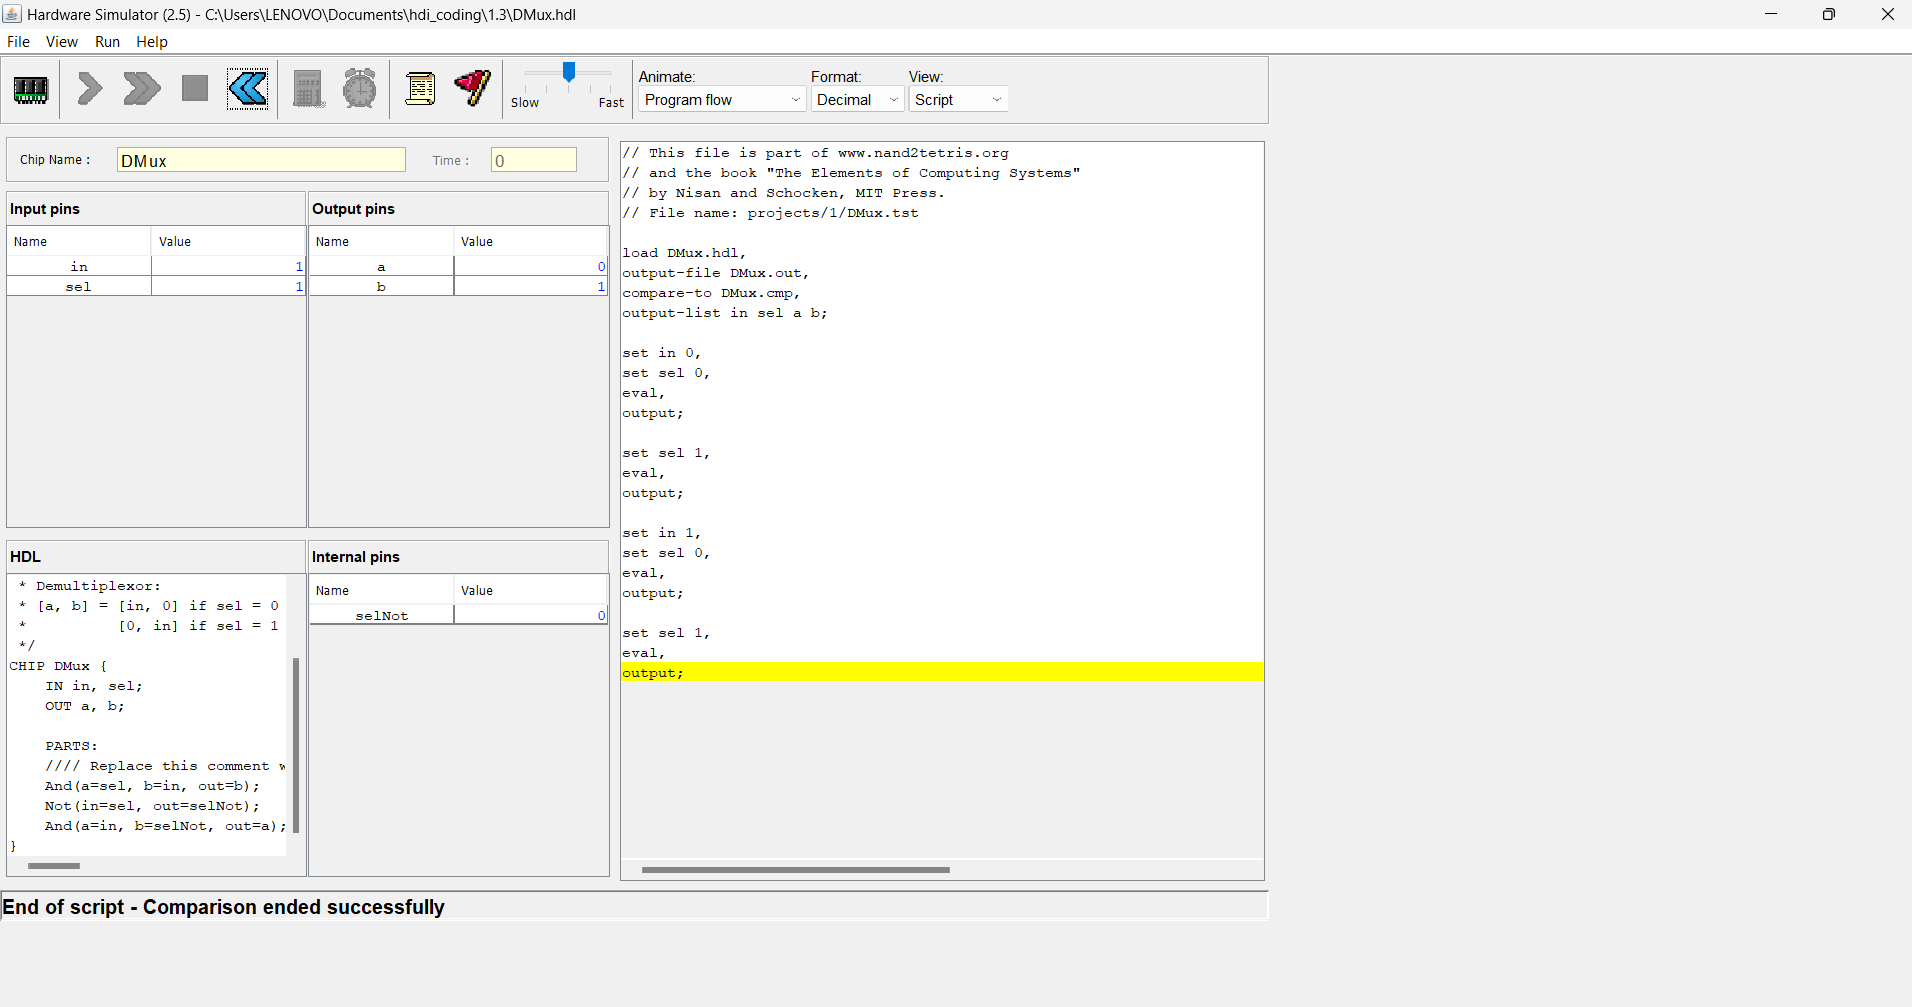 Hardware Simulator (2.5) - C:\Users\LENOVO\Documents\hdi_coding\1.3\DMux.hdl
File View Run Help
Slow Fast
Animate: Format: View:
Program flow Decimal Script
Chip Name : DMux Time : 0
Input pins
Name Value
in 1
sel 1
Output pins
Name Value
a 0
b 1
HDL
* Demultiplexor:
* [a, b] = [in, 0] if sel = 0
* [0, in] if sel = 1
*/
CHIP DMux {
IN in, sel;
OUT a, b;
PARTS:
//// Replace this comment w
And(a=sel, b=in, out=b);
Not(in=sel, out=selNot);
And(a=in, b=selNot, out=a);
}
Internal pins
Name Value
selNot 0
// This file is part of www.nand2tetris.org
// and the book "The Elements of Computing Systems"
// by Nisan and Schocken, MIT Press.
// File name: projects/1/DMux.tst
load DMux.hdl,
output-file DMux.out,
compare-to DMux.cmp,
output-list in sel a b;
set in 0,
set sel 0,
eval,
output;
set sel 1,
eval,
output;
set in 1,
set sel 0,
eval,
output;
set sel 1,
eval,
output;
End of script - Comparison ended successfully